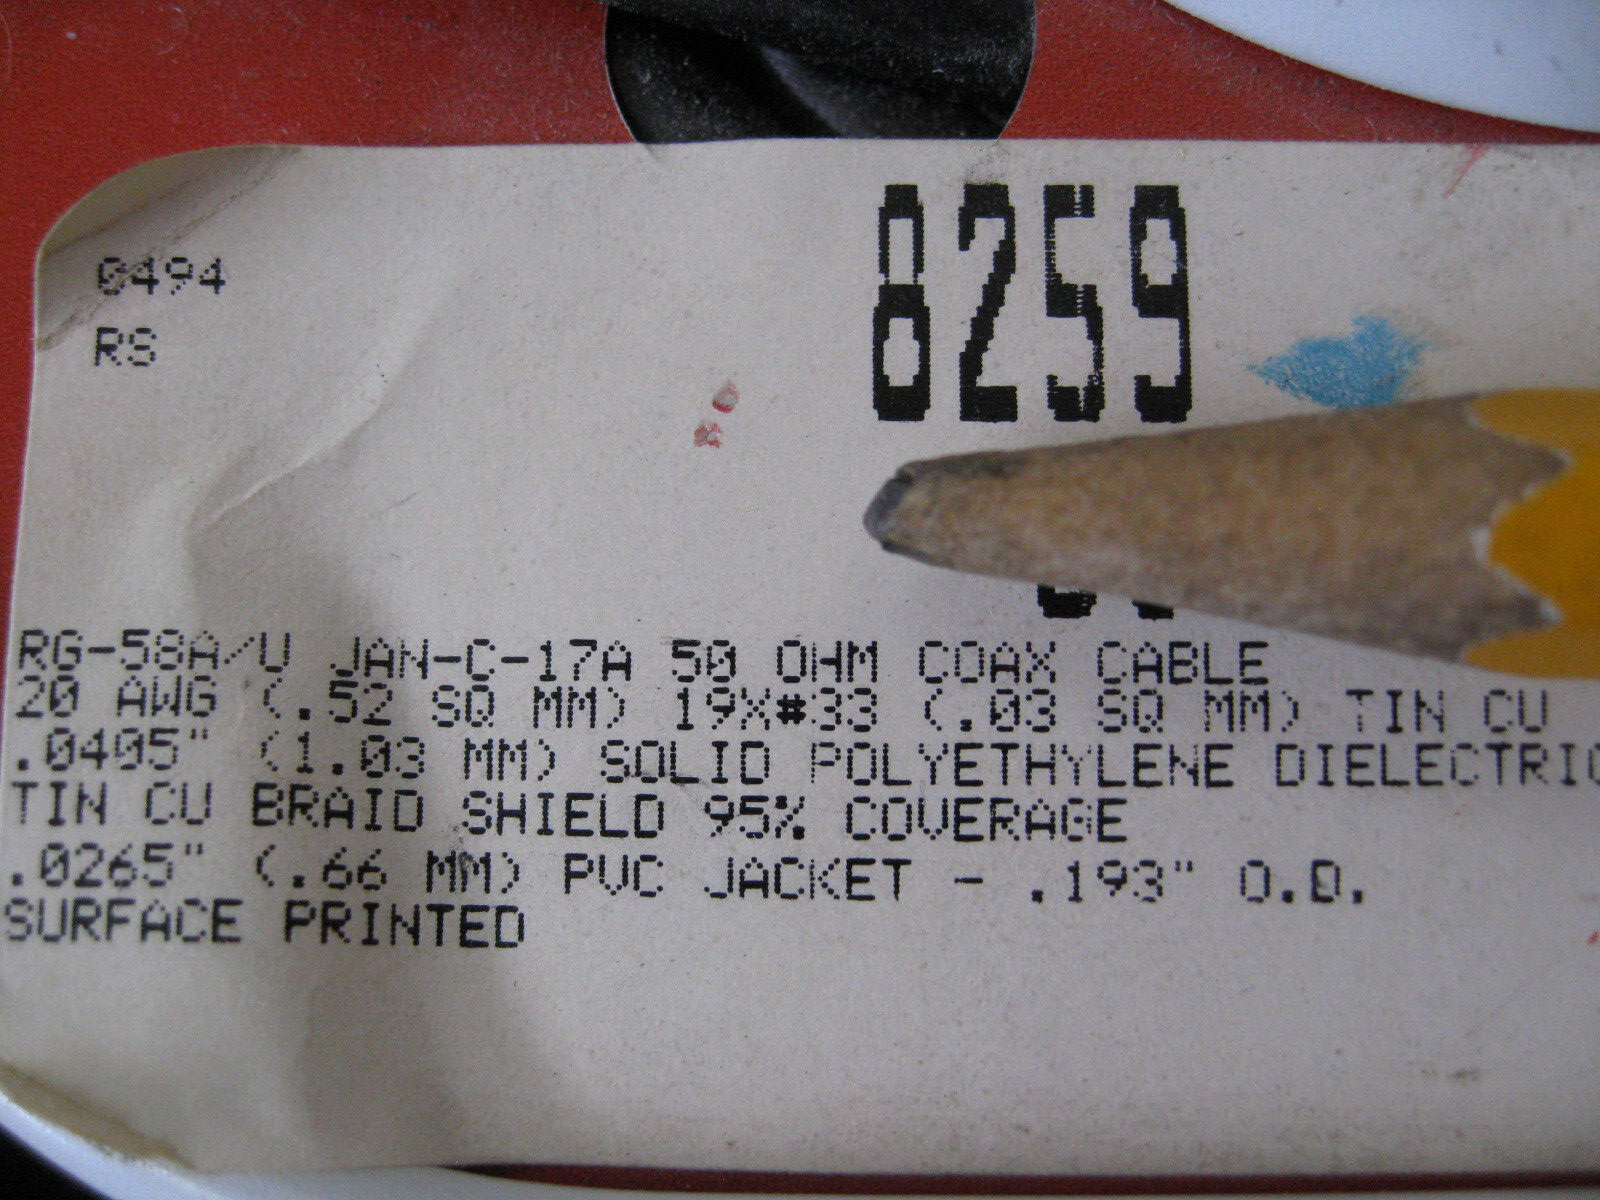 8259
0494
RS
RG-58A/U JAN-C-17A 50 OHM COAX CABLE
20 AWG (.52 SQ MM) 19X#33 (.03 SQ MM) TIN CU
.0405" (1.03 MM) SOLID POLYETHYLENE DIELECTRIC
TIN CU BRAID SHIELD 95% COVERAGE
.0265" (.66 MM) PVC JACKET - .193" O.D.
SURFACE PRINTED